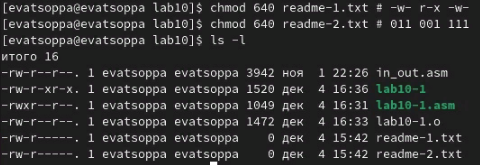 [evatsoppa@evatsoppa lab10]$ chmod 640 readme-1.txt # -w- r-x -w-
[evatsoppa@evatsoppa lab10]$ chmod 640 readme-2.txt # 011 001 111
[evatsoppa@evatsoppa lab10]$ ls -l
итого 16
-rw-r--r--. 1 evatsoppa evatsoppa 3942 ноя  1 22:26 in_out.asm
-rw-r-xr-x. 1 evatsoppa evatsoppa 1520 дек  4 16:36 lab10-1
-rwxr--r--. 1 evatsoppa evatsoppa 1049 дек  4 16:31 lab10-1.asm
-rw-r--r--. 1 evatsoppa evatsoppa 1472 дек  4 16:33 lab10-1.o
-rw-r-----. 1 evatsoppa evatsoppa    0 дек  4 15:42 readme-1.txt
-rw-r-----. 1 evatsoppa evatsoppa    0 дек  4 15:42 readme-2.txt